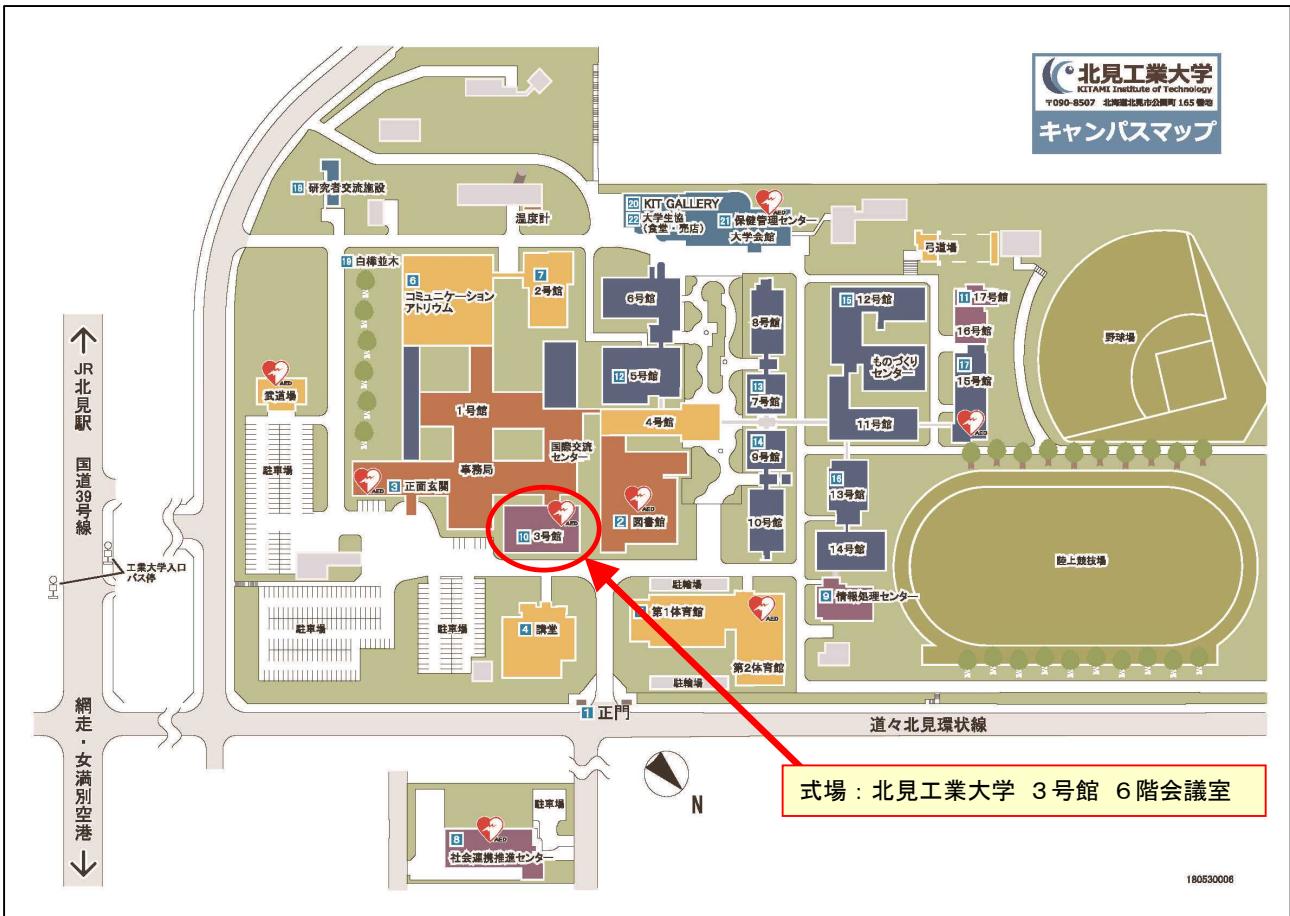 北見工業大学
KITAMI Institute of Technology
〒090-8507 北海道北見市公園町 165 番地
キャンパスマップ
18 研究者交流施設
温度計
20 KIT GALLERY
22 大学生協
(食堂・売店)
21 保健管理センター
大学会館
AED
弓道場
19 白樺並木
6
コミュニケーション
アトリウム
7
2号館
6号館
8号館
15 12号館
11 17号館
16号館
野球場
JR北見駅
国道39号線
AED
武道場
12 5号館
13
7号館
ものづくり
センター
17
15号館
AED
1号館
4号館
11号館
国際交流
センター
14
9号館
駐車場
事務局
AED
3 正面玄関
AED
2 図書館
16
13号館
AED
10 3号館
10号館
14号館
陸上競技場
工業大学入口
バス停
駐輪場
9 情報処理センター
駐車場
駐車場
4 講堂
第1体育館
AED
第2体育館
駐輪場
1 正門
道々北見環状線
網走・女満別空港
N
式場：北見工業大学 3号館 6階会議室
駐車場
8
AED
社会連携推進センター
180530006